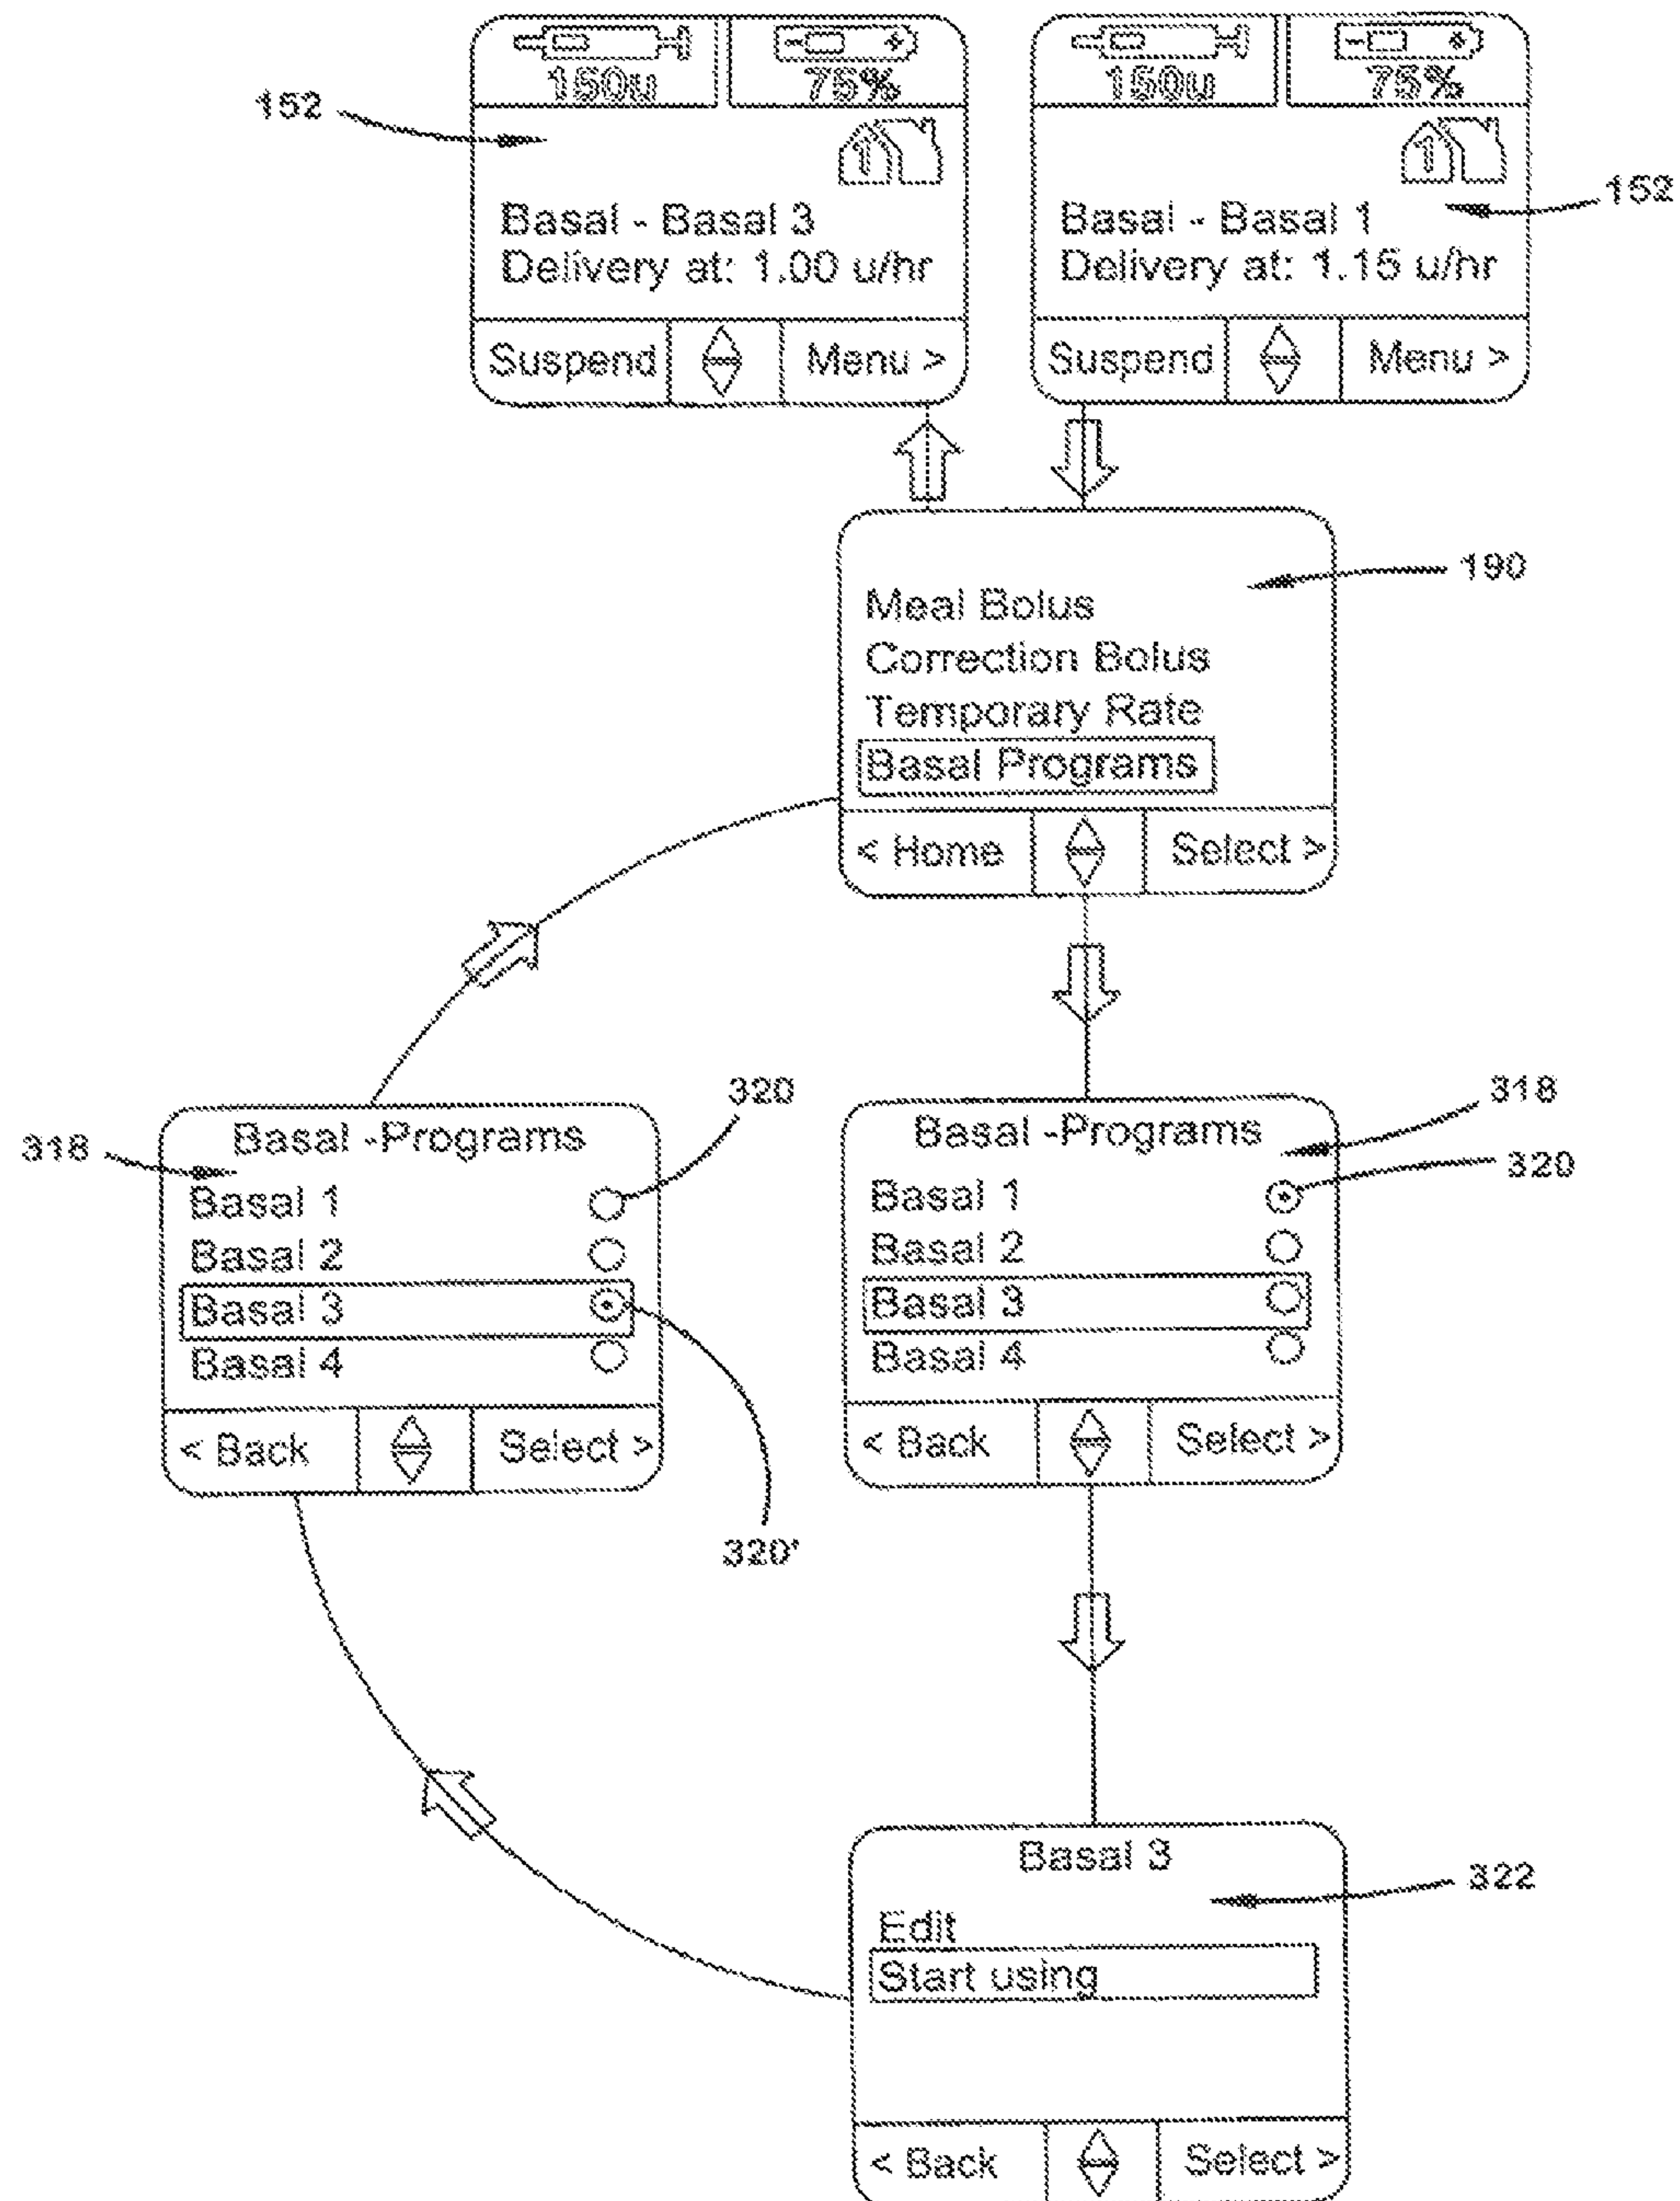 150u 75%
152
1
Basal - Basal 3
Delivery at: 1.00 u/hr
Suspend Menu >
150u 75%
1
152
Basal - Basal 1
Delivery at: 1.15 u/hr
Suspend Menu >
190
Meal Bolus
Correction Bolus
Temporary Rate
Basal Programs
< Home Select >
318
Basal -Programs
320
Basal 1
Basal 2
Basal 3
Basal 4
< Back Select >
320'
Basal -Programs
318
320
Basal 1
Basal 2
Basal 3
Basal 4
< Back Select >
Basal 3
322
Edit
Start using
< Back Select >